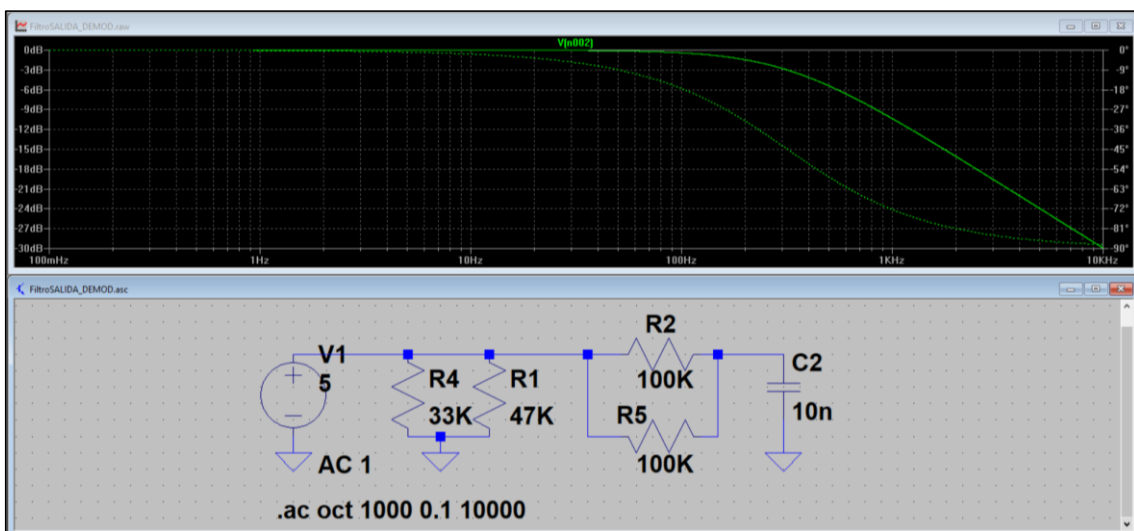 FiltroSALIDA_DEMOD.raw
V(n002)
0dB 0°
-3dB -9°
-6dB -18°
-9dB -27°
-12dB -36°
-15dB -45°
-18dB -54°
-21dB -63°
-24dB -72°
-27dB -81°
-30dB -90°
100mHz 1Hz 10Hz 100Hz 1KHz 10KHz
FiltroSALIDA_DEMOD.asc
R2
V1 C2
5 R4 R1 100K
33K 47K R5 10n
AC 1 100K
.ac oct 1000 0.1 10000